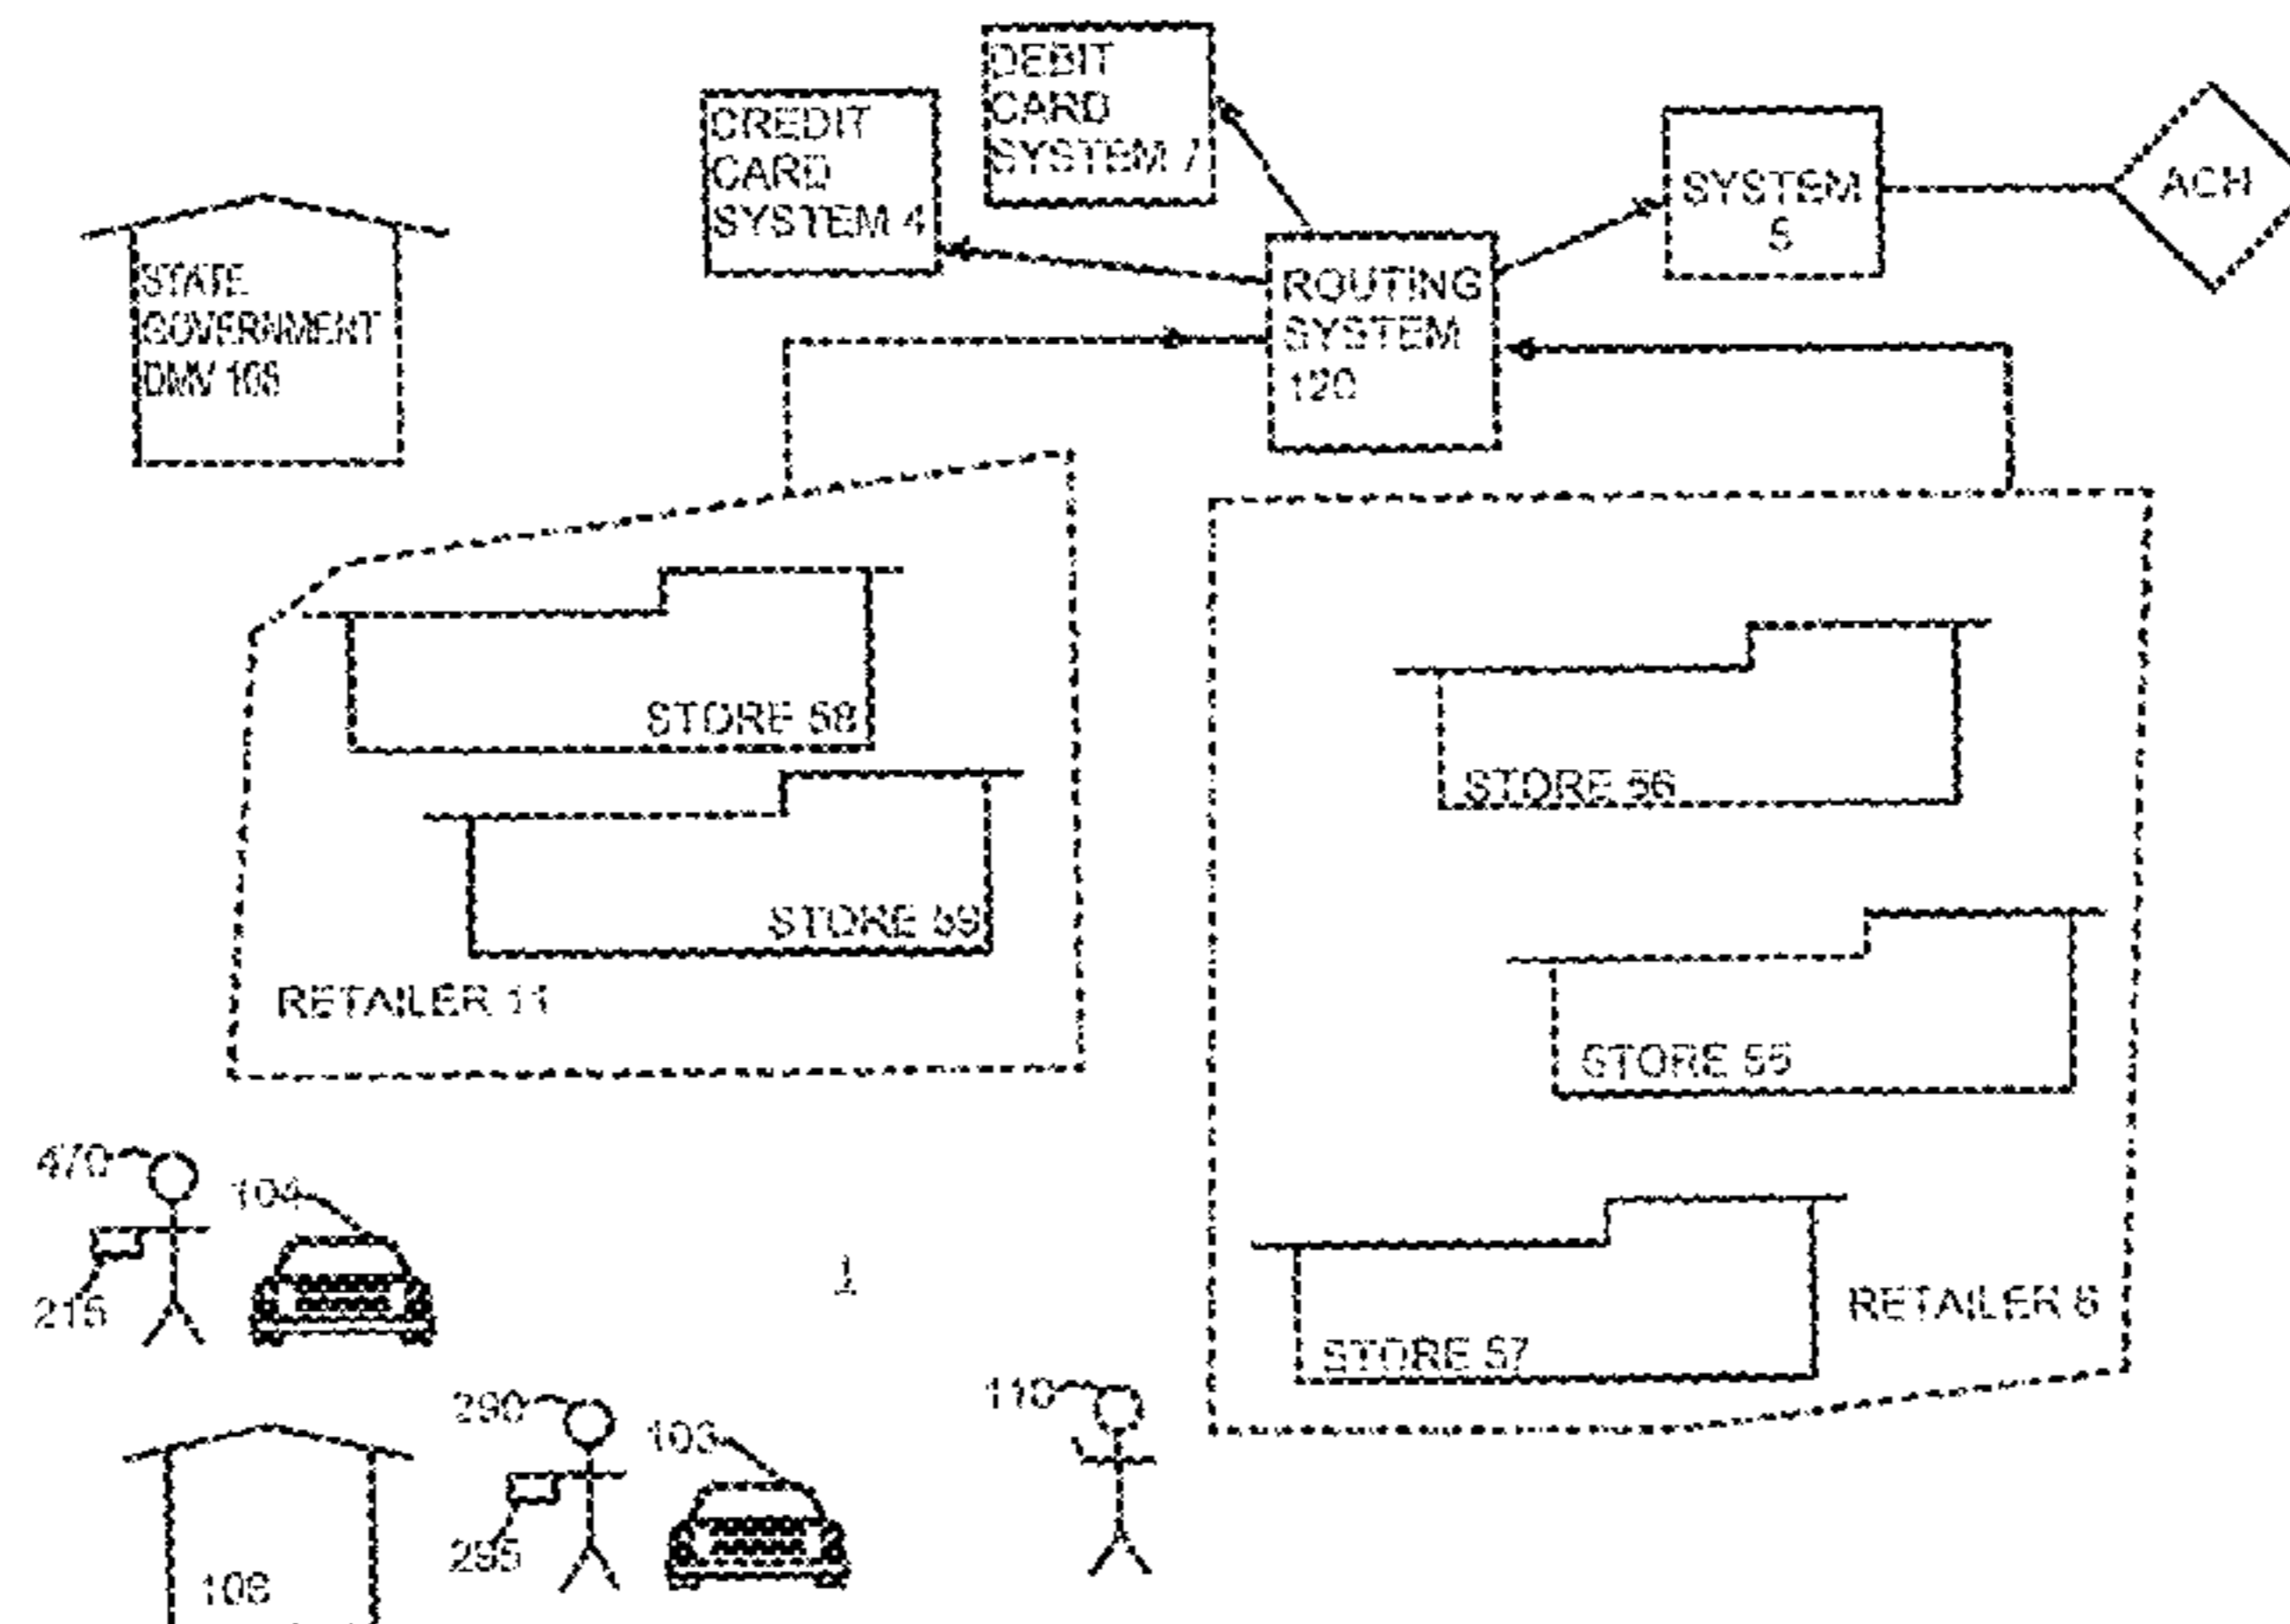 DEBIT
CARD
SYSTEM 7
CREDIT
CARD
SYSTEM 4
SYSTEM
5
ACH
STATE
GOVERNMENT
DMV
ROUTING
SYSTEM
120
STORE 58
STORE 56
STORE 59
RETAILER 11
STORE 55
470
104
215
1
RETAILER 6
STORE 57
290
103
110
295
106